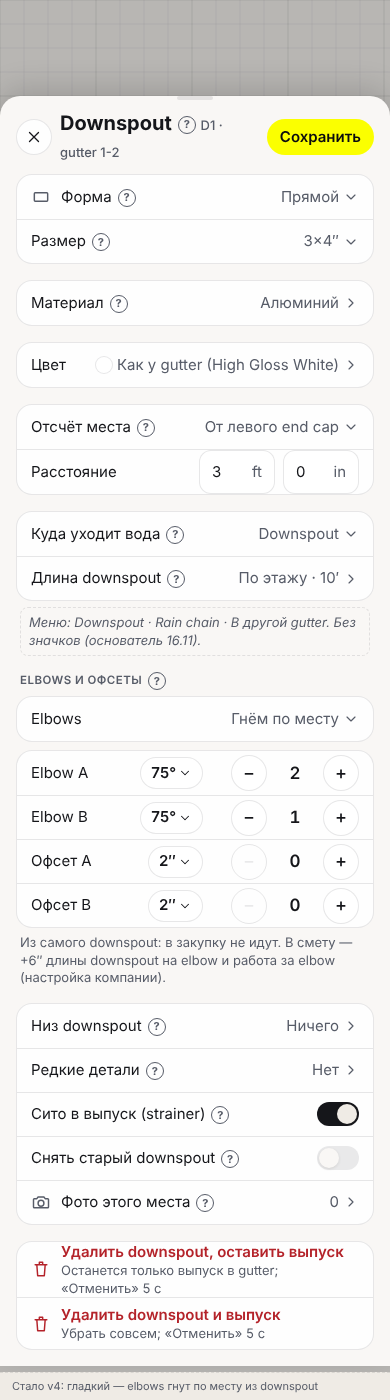 Downspout ? D1 ·
gutter 1-2
Сохранить
Форма ? Прямой
Размер ? 3×4″
Материал ? Алюминий
Цвет Как у gutter (High Gloss White)
Отсчёт места ? От левого end cap
Расстояние 3 ft 0 in
Куда уходит вода ? Downspout
Длина downspout ? По этажу · 10′
Меню: Downspout · Rain chain · В другой gutter. Без
значков (основатель 16.11).
ELBOWS И ОФСЕТЫ ?
Elbows Гнём по месту
Elbow A 75° − 2 +
Elbow B 75° − 1 +
Офсет A 2″ − 0 +
Офсет B 2″ − 0 +
Из самого downspout: в закупку не идут. В смету —
+6″ длины downspout на elbow и работа за elbow
(настройка компании).
Низ downspout ? Ничего
Редкие детали ? Нет
Сито в выпуск (strainer) ?
Снять старый downspout ?
Фото этого места ? 0
Удалить downspout, оставить выпуск
Останется только выпуск в gutter;
«Отменить» 5 с
Удалить downspout и выпуск
Убрать совсем; «Отменить» 5 с
Стало v4: гладкий — elbows гнут по месту из downspout